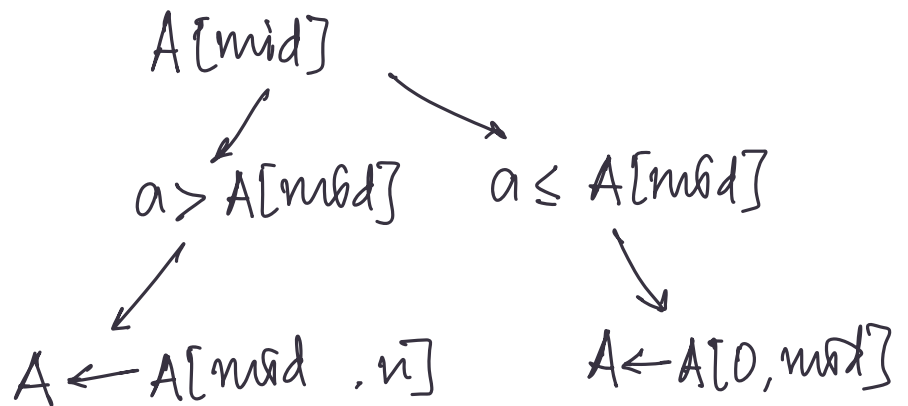 A[mid]
a > A[mid] a ≤ A[mid]
A ← A[mid , n] A ← A[0, mid]